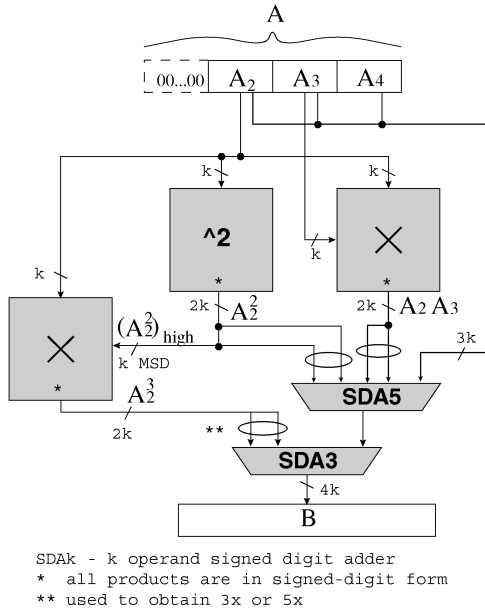 A
00...00 A2 A3 A4
k k
^2 ×
k
* *
k 2k A2^2 2k A2 A3
(A2^2) high
× k MSD 3k
* SDA5
A2^3
2k **
SDA3
4k
B
SDAk - k operand signed digit adder
* all products are in signed-digit form
** used to obtain 3x or 5x